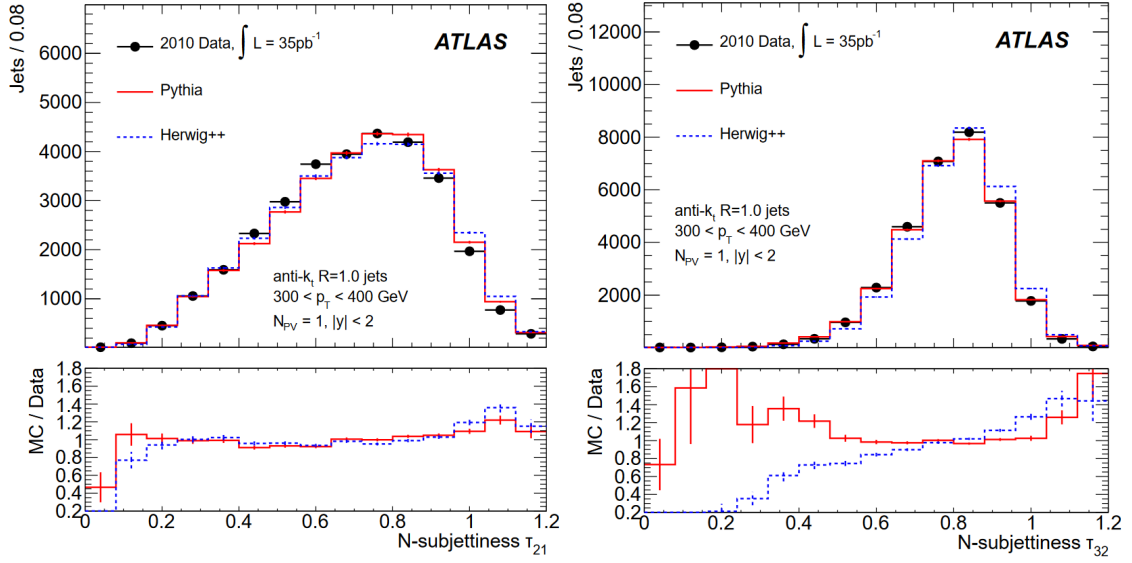 Jets / 0.08
6000
5000
4000
3000
2000
1000
2010 Data, ∫ L = 35pb⁻¹
ATLAS
Pythia
Herwig++
anti-kₜ R=1.0 jets
300 < p_T < 400 GeV
N_PV = 1, |y| < 2
MC / Data
1.8
1.6
1.4
1.2
1
0.8
0.6
0.4
0.2
0 0.2 0.4 0.6 0.8 1 1.2
N-subjettiness τ₂₁
Jets / 0.08
12000
10000
8000
6000
4000
2000
2010 Data, ∫ L = 35pb⁻¹
ATLAS
Pythia
Herwig++
anti-kₜ R=1.0 jets
300 < p_T < 400 GeV
N_PV = 1, |y| < 2
MC / Data
1.8
1.6
1.4
1.2
1
0.8
0.6
0.4
0.2
0 0.2 0.4 0.6 0.8 1 1.2
N-subjettiness τ₃₂